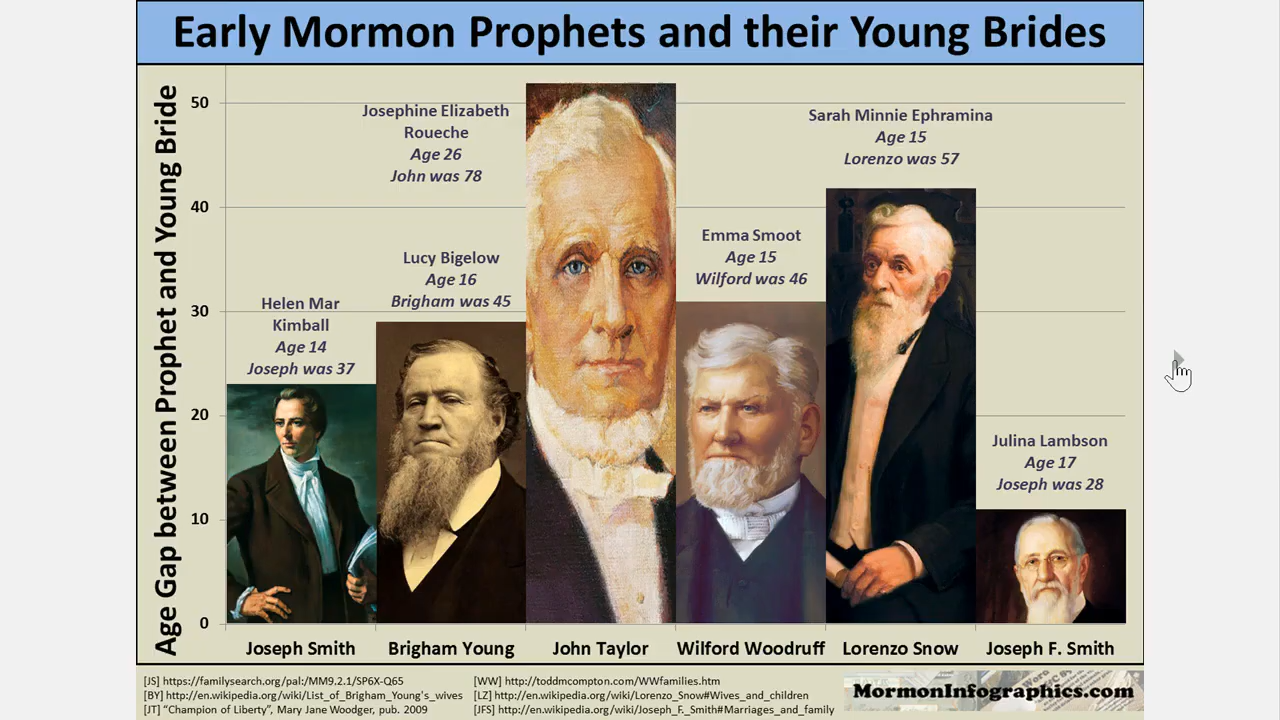 Early Mormon Prophets and their Young Brides
Age Gap between Prophet and Young Bride
50
40
30
20
10
0
Helen Mar
Kimball
Age 14
Joseph was 37
Lucy Bigelow
Age 16
Brigham was 45
Josephine Elizabeth
Roueche
Age 26
John was 78
Emma Smoot
Age 15
Wilford was 46
Sarah Minnie Ephramina
Age 15
Lorenzo was 57
Julina Lambson
Age 17
Joseph was 28
Joseph Smith
Brigham Young
John Taylor
Wilford Woodruff
Lorenzo Snow
Joseph F. Smith
[JS] https://familysearch.org/pal:/MM9.2.1/SP6X-Q65
[BY] http://en.wikipedia.org/wiki/List_of_Brigham_Young's_wives
[JT] "Champion of Liberty", Mary Jane Woodger, pub. 2009
[WW] http://toddmcompton.com/WWfamilies.htm
[LZ] http://en.wikipedia.org/wiki/Lorenzo_Snow#Wives_and_children
[JFS] http://en.wikipedia.org/wiki/Joseph_F._Smith#Marriages_and_family
MormonInfographics.com